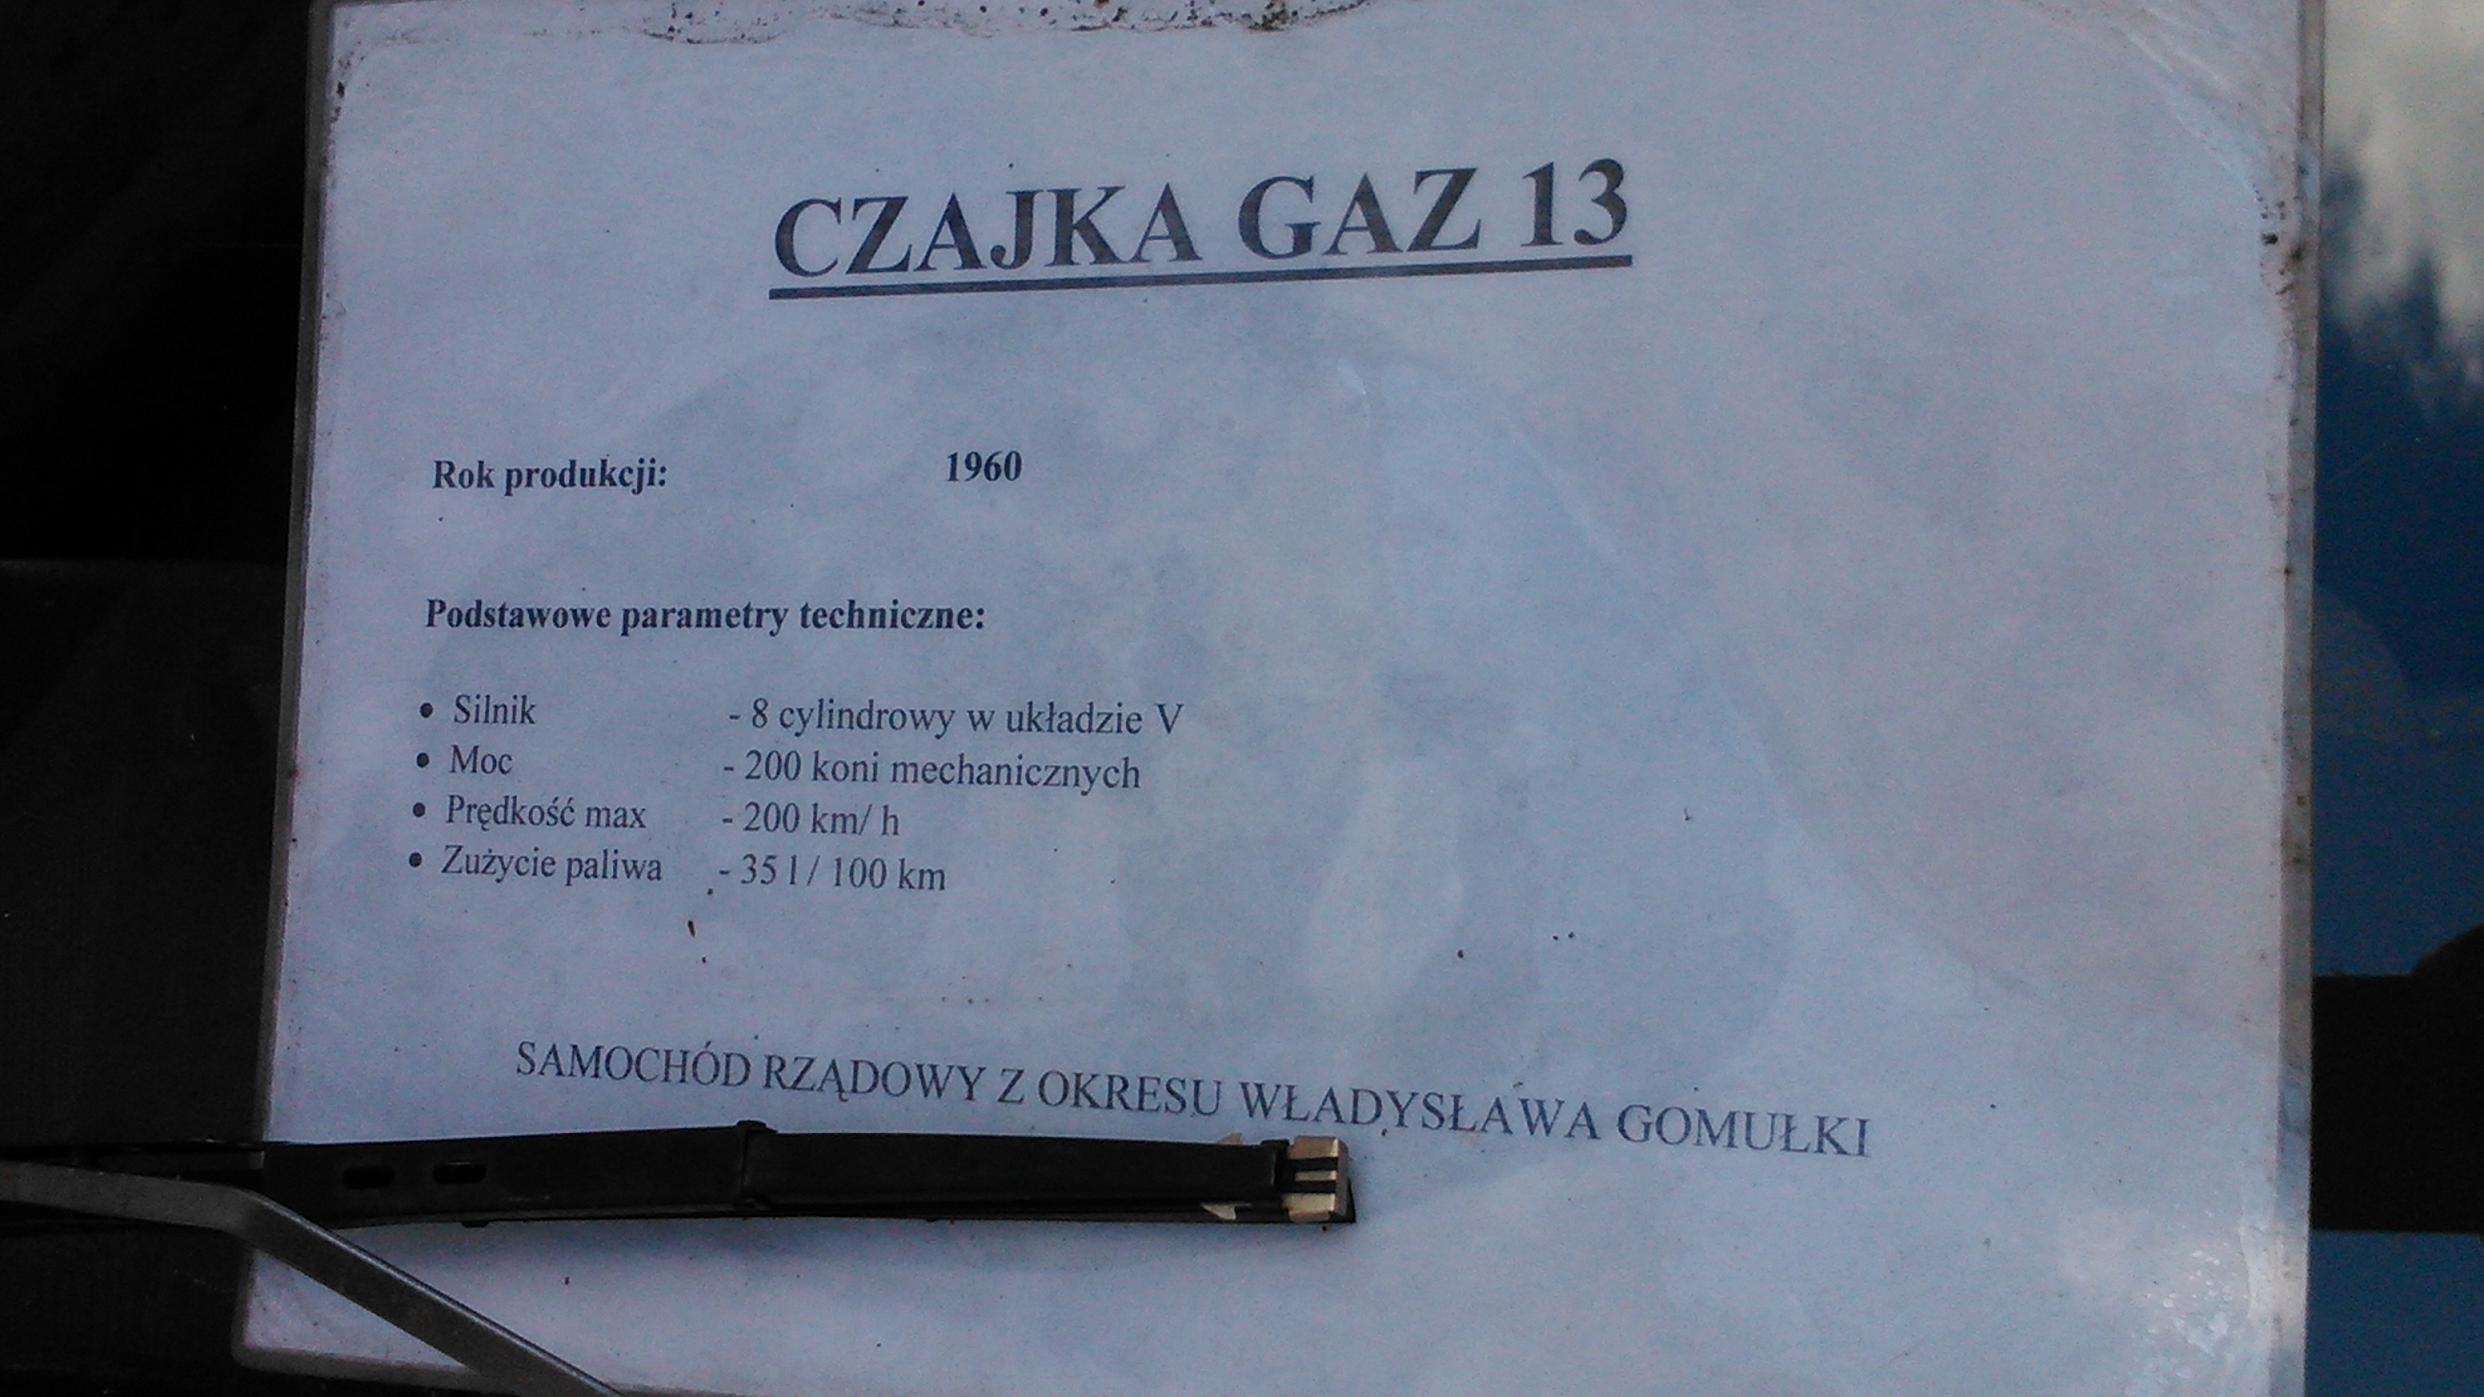 CZAJKA GAZ 13
Rok produkcji: 1960
Podstawowe parametry techniczne:
• Silnik - 8 cylindrowy w układzie V
• Moc - 200 koni mechanicznych
• Prędkość max - 200 km/ h
• Zużycie paliwa - 35 l / 100 km
SAMOCHÓD RZĄDOWY Z OKRESU WŁADYSŁAWA GOMUŁKI